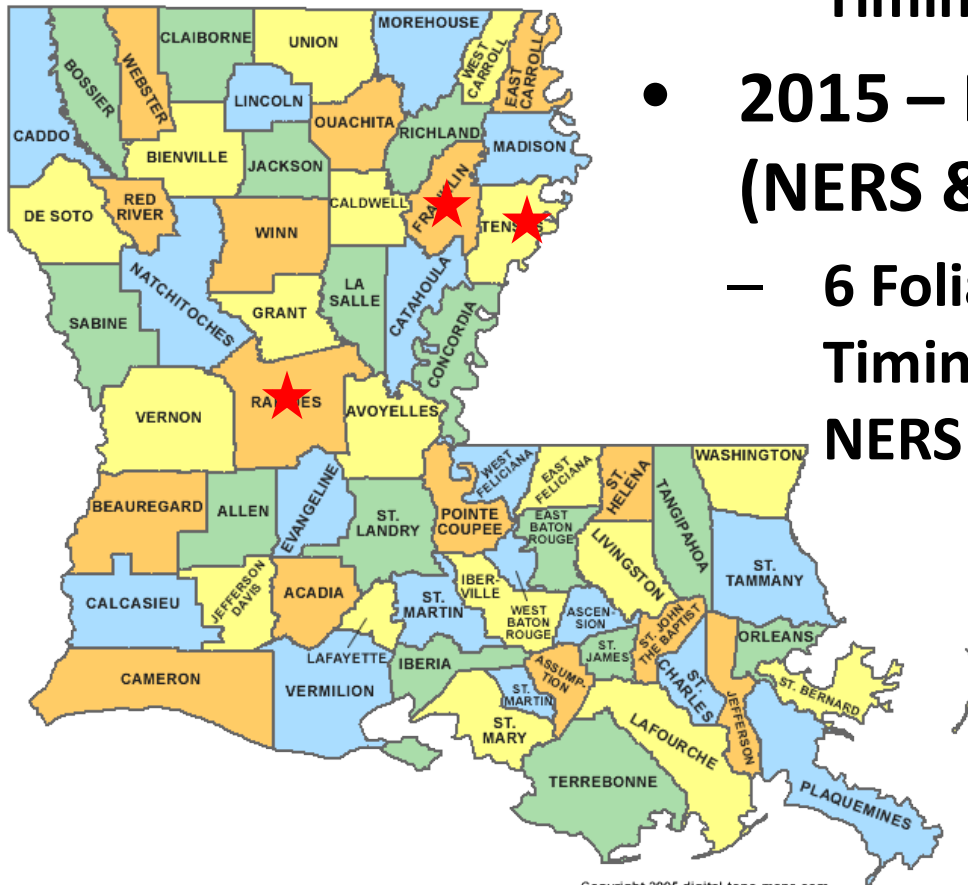 Timin
• 2015 –
(NERS &
– 6 Folia
Timin
NERS
MOREHOUSE
CLAIBORNE
UNION
WEST
CARROLL
EAST
CARROLL
BOSSIER
WEBSTER
LINCOLN
OUACHITA
RICHLAND
CADDO
MADISON
BIENVILLE
JACKSON
FRANKLIN
CALDWELL
DE SOTO
RED
RIVER
WINN
TENSAS
NATCHITOCHES
LA
SALLE
CATAHOULA
GRANT
SABINE
CONCORDIA
RAPIDES
VERNON
AVOYELLES
WEST
FELICIANA
EAST
FELICIANA
ST.
HELENA
WASHINGTON
TANGIPAHOA
BEAUREGARD
ALLEN
EVANGELINE
ST.
LANDRY
POINTE
COUPEE
EAST
BATON
ROUGE
LIVINGSTON
ST.
TAMMANY
CALCASIEU
JEFFERSON
DAVIS
ACADIA
ST.
MARTIN
IBER-
VILLE
WEST
BATON
ROUGE
ASCEN-
SION
ST. JOHN
THE BAPTIST
ORLEANS
LAFAYETTE
IBERIA
ST.
JAMES
ASSUMP-
TION
CAMERON
VERMILION
ST.
MARTIN
ST.
CHARLES
ST. BERNARD
JEFFERSON
ST.
MARY
LAFOURCHE
TERREBONNE
PLAQUEMINES